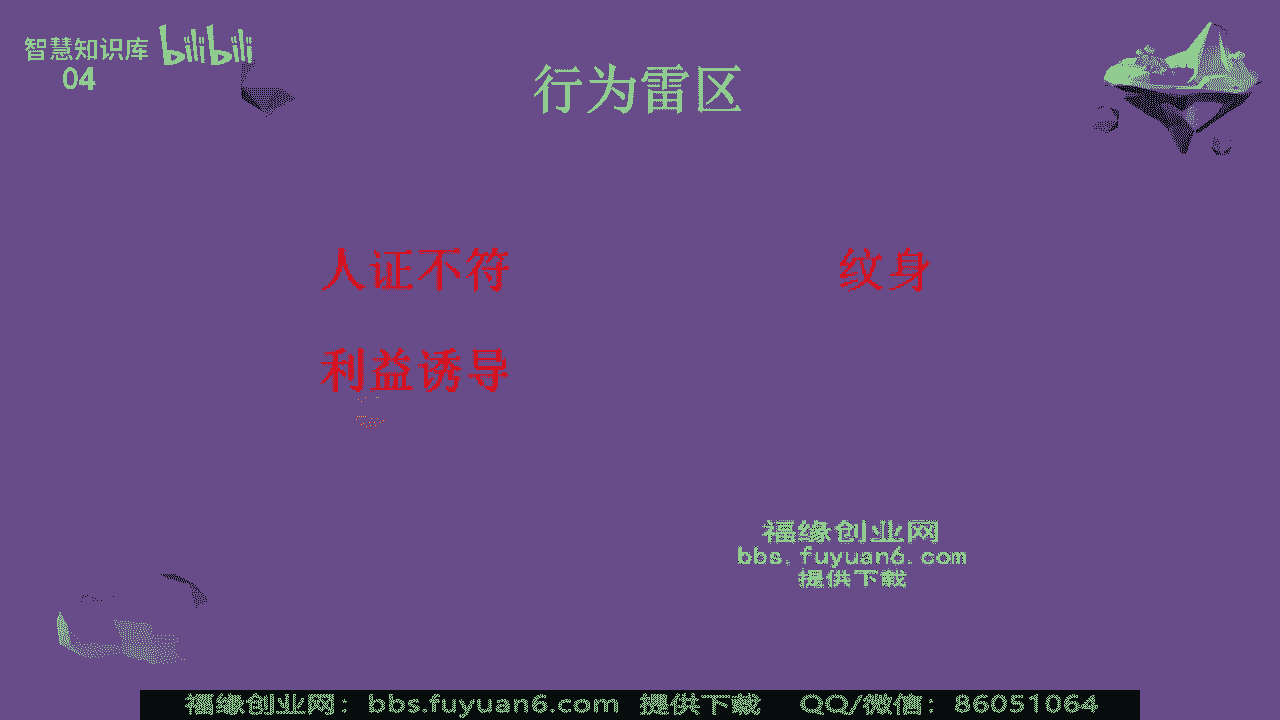 智慧知识库 bilibili
04
行为雷区
人证不符 纹身
利益诱导
福缘创业网
bbs.fuyuan6.com
提供下载
福缘创业网：bbs.fuyuan6.com 提供下载 QQ/微信：86051064